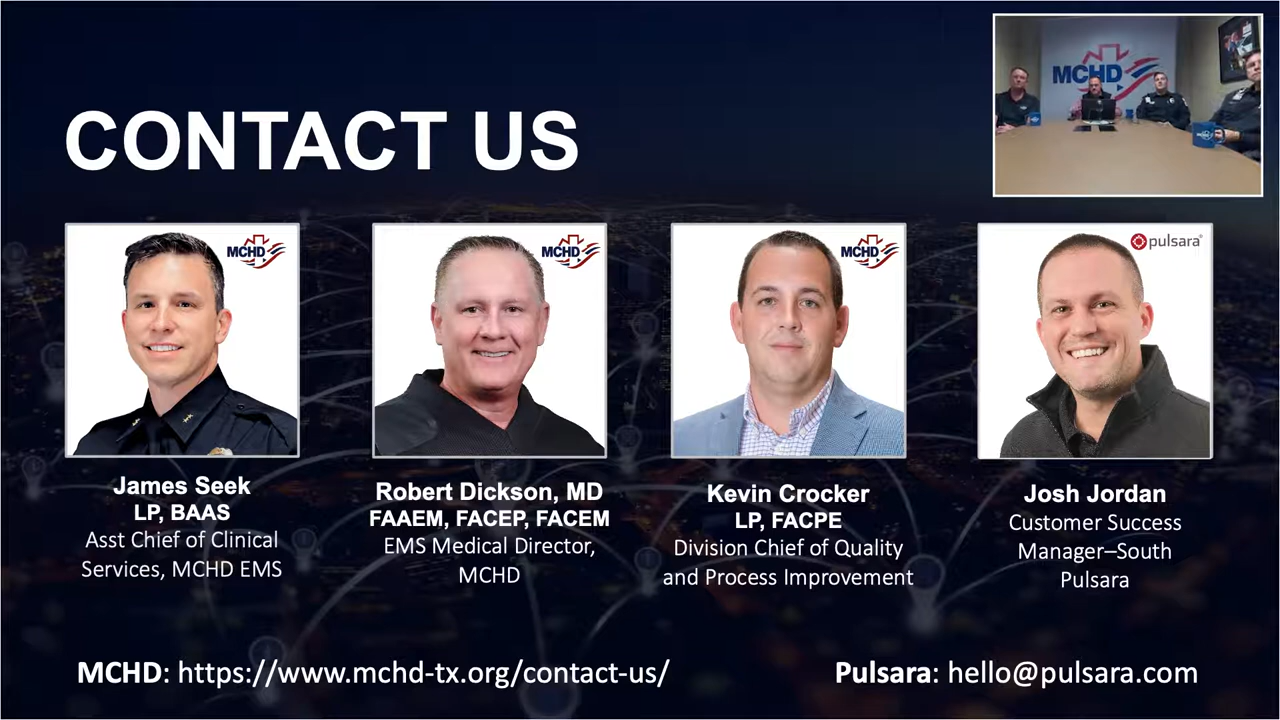 MCHD
CONTACT US
MCHD
MCHD
MCHD
pulsara®
James Seek
LP, BAAS
Asst Chief of Clinical
Services, MCHD EMS
Robert Dickson, MD
FAAEM, FACEP, FACEM
EMS Medical Director,
MCHD
Kevin Crocker
LP, FACPE
Division Chief of Quality
and Process Improvement
Josh Jordan
Customer Success
Manager–South
Pulsara
MCHD: https://www.mchd-tx.org/contact-us/
Pulsara: hello@pulsara.com